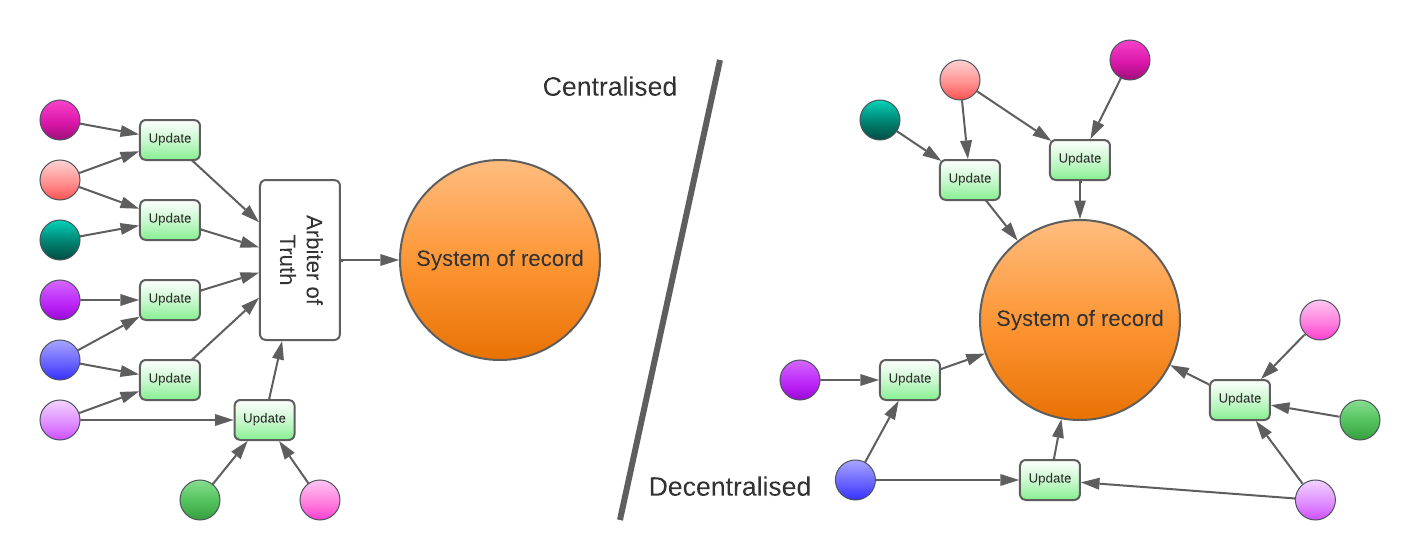 Centralised
Update
Update
Update
Update
Update
Arbiter of
Truth
System of record
Decentralised
Update
Update
System of record
Update
Update
Update